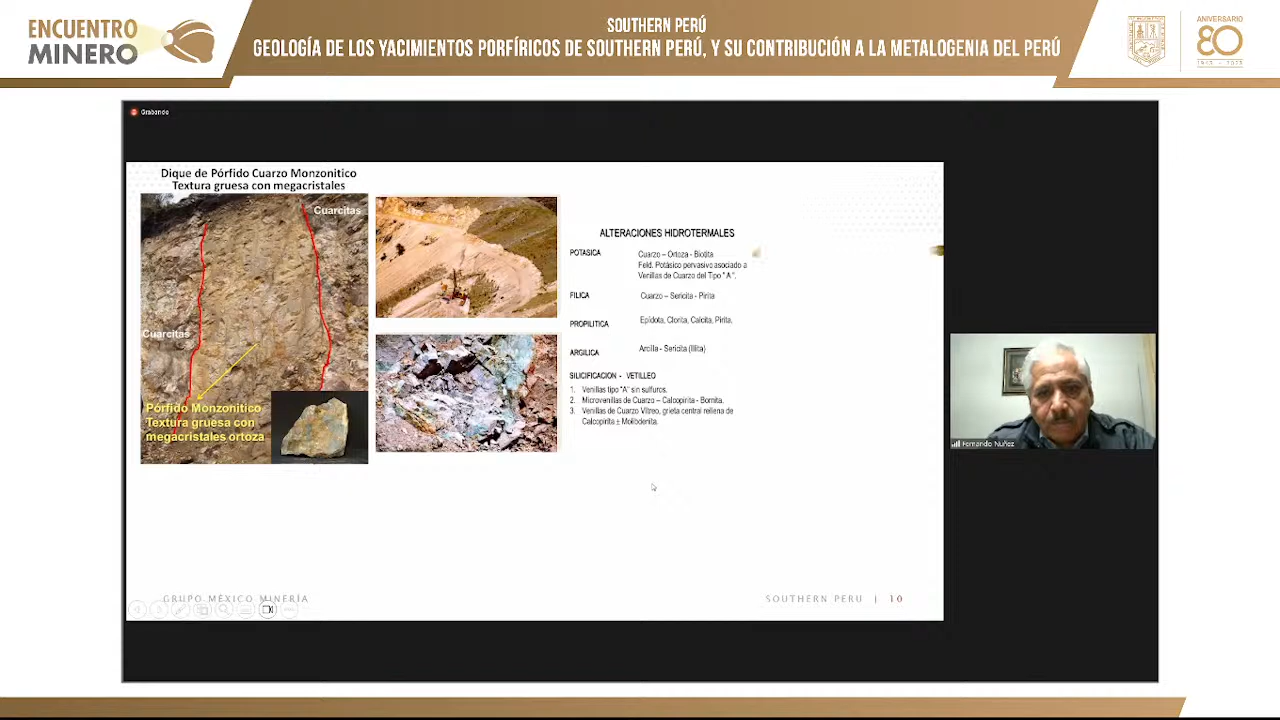 ENCUENTRO
MINERO
SOUTHERN PERÚ
GEOLOGÍA DE LOS YACIMIENTOS PORFÍRICOS DE SOUTHERN PERÚ, Y SU CONTRIBUCIÓN A LA METALOGENIA DEL PERÚ
ANIVERSARIO
80
1943 - 2023
Grabando
Dique de Pórfido Cuarzo Monzonitico
Textura gruesa con megacristales
Cuarcitas
Cuarcitas
Pórfido Monzonitico
Textura gruesa con
megacristales ortoza
ALTERACIONES HIDROTERMALES
POTASICA
Cuarzo – Ortoza - Biotita
Feld. Potásico pervasivo asociado a
Venillas de Cuarzo del Tipo "A".
FILICA
Cuarzo – Sericita - Pirita
PROPILITICA
Epidota, Clorita, Calcita, Pirita.
ARGILICA
Arcilla - Sericita (Illita)
SILICIFICACION - VETILLEO
1. Venillas tipo "A" sin sulfuros.
2. Microvenillas de Cuarzo – Calcopirita - Bornita.
3. Venillas de Cuarzo Vítreo, grieta central rellena de
Calcopirita ± Molibdenita.
Fernando Nuñez
GRUPO MÉXICO MINERÍA
SOUTHERN PERU | 10